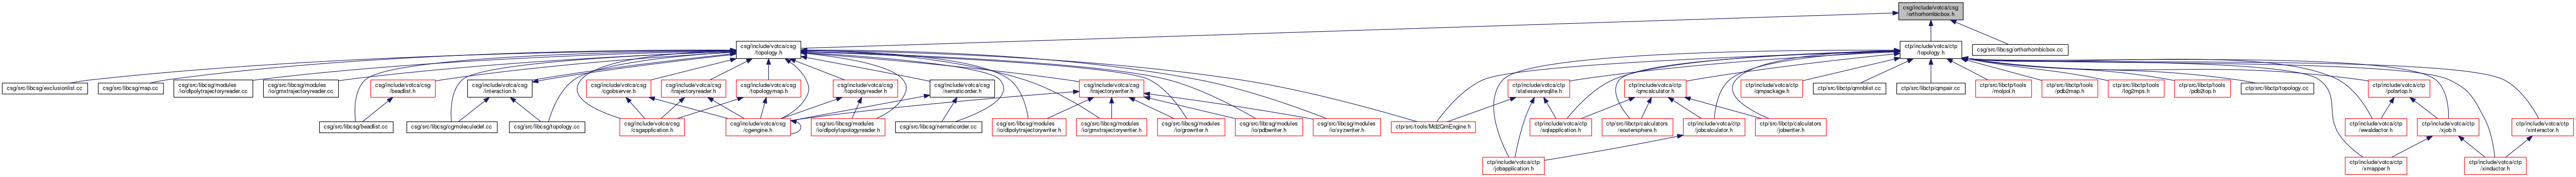 csg/include/votca/csg
/orthorhombicbox.h
csg/include/votca/csg
/topology.h
ctp/include/votca/ctp
/topology.h
csg/src/libcsg/orthorhombicbox.cc
csg/src/libcsg/exclusionlist.cc
csg/src/libcsg/map.cc
csg/src/libcsg/modules
/io/dlpolytrajectoryreader.cc
csg/src/libcsg/modules
/io/gmxtrajectoryreader.cc
csg/include/votca/csg
/beadlist.h
csg/include/votca/csg
/interaction.h
csg/include/votca/csg
/cgobserver.h
csg/include/votca/csg
/trajectoryreader.h
csg/include/votca/csg
/topologymap.h
csg/include/votca/csg
/topologyreader.h
csg/include/votca/csg
/nematicorder.h
csg/include/votca/csg
/trajectorywriter.h
ctp/include/votca/ctp
/statesaversqlite.h
ctp/include/votca/ctp
/qmcalculator.h
ctp/include/votca/ctp
/qmpackage.h
ctp/src/libctp/qmnblist.cc
ctp/src/libctp/qmpair.cc
ctp/src/libctp/tools
/molpol.h
ctp/src/libctp/tools
/pdb2map.h
ctp/src/libctp/tools
/log2mps.h
ctp/src/libctp/tools
/pdb2top.h
ctp/src/libctp/topology.cc
ctp/include/votca/ctp
/polartop.h
csg/src/libcsg/beadlist.cc
csg/src/libcsg/cgmoleculedef.cc
csg/src/libcsg/topology.cc
csg/include/votca/csg
/csgapplication.h
csg/include/votca/csg
/cgengine.h
csg/src/libcsg/modules
/io/dlpolytopologyreader.h
csg/src/libcsg/nematicorder.cc
csg/src/libcsg/modules
/io/dlpolytrajectorywriter.h
csg/src/libcsg/modules
/io/gmxtrajectorywriter.h
csg/src/libcsg/modules
/io/growriter.h
csg/src/libcsg/modules
/io/pdbwriter.h
csg/src/libcsg/modules
/io/xyzwriter.h
ctp/src/tools/Md2QmEngine.h
ctp/include/votca/ctp
/sqlapplication.h
ctp/src/libctp/calculators
/eoutersphere.h
ctp/include/votca/ctp
/jobcalculator.h
ctp/src/libctp/calculators
/jobwriter.h
ctp/include/votca/ctp
/ewaldactor.h
ctp/include/votca/ctp
/xjob.h
ctp/include/votca/ctp
/xinteractor.h
ctp/include/votca/ctp
/jobapplication.h
ctp/include/votca/ctp
/xmapper.h
ctp/include/votca/ctp
/xinductor.h